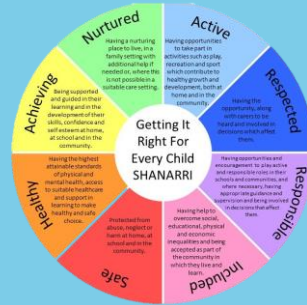 Getting It
Right For
Every Child
SHANARRI
Nurtured
Having a nurturing
place to live, in a
family setting with
additional help if
needed or, where this
is not possible in a
suitable care setting.
Active
Having opportunities
to take part in
activities such as play,
recreation and sport
which contribute to
healthy growth and
development, both
at home and in the
community.
Respected
Having the
opportunity, along
with carers to be
heard and involved in
decisions which affect
them.
Responsible
Having opportunities and
encouragement to play active
and responsible roles in their
schools and communities, and
where necessary, having
appropriate guidance and
supervision and being involved
in decisions that affect
them.
Included
Having help to
overcome social,
educational, physical
and economic
inequalities and being
accepted as part of
the community in
which they live and
learn.
Safe
Protected from
abuse, neglect or
harm at home, at
school and in the
community.
Healthy
Having the highest
attainable standards
of physical and
mental health, access
to suitable healthcare
and support in
learning to make
healthy and safe
choice.
Achieving
Being supported
and guided in their
learning and in the
development of their
skills, confidence and
self esteem at home,
at school and in the
community.